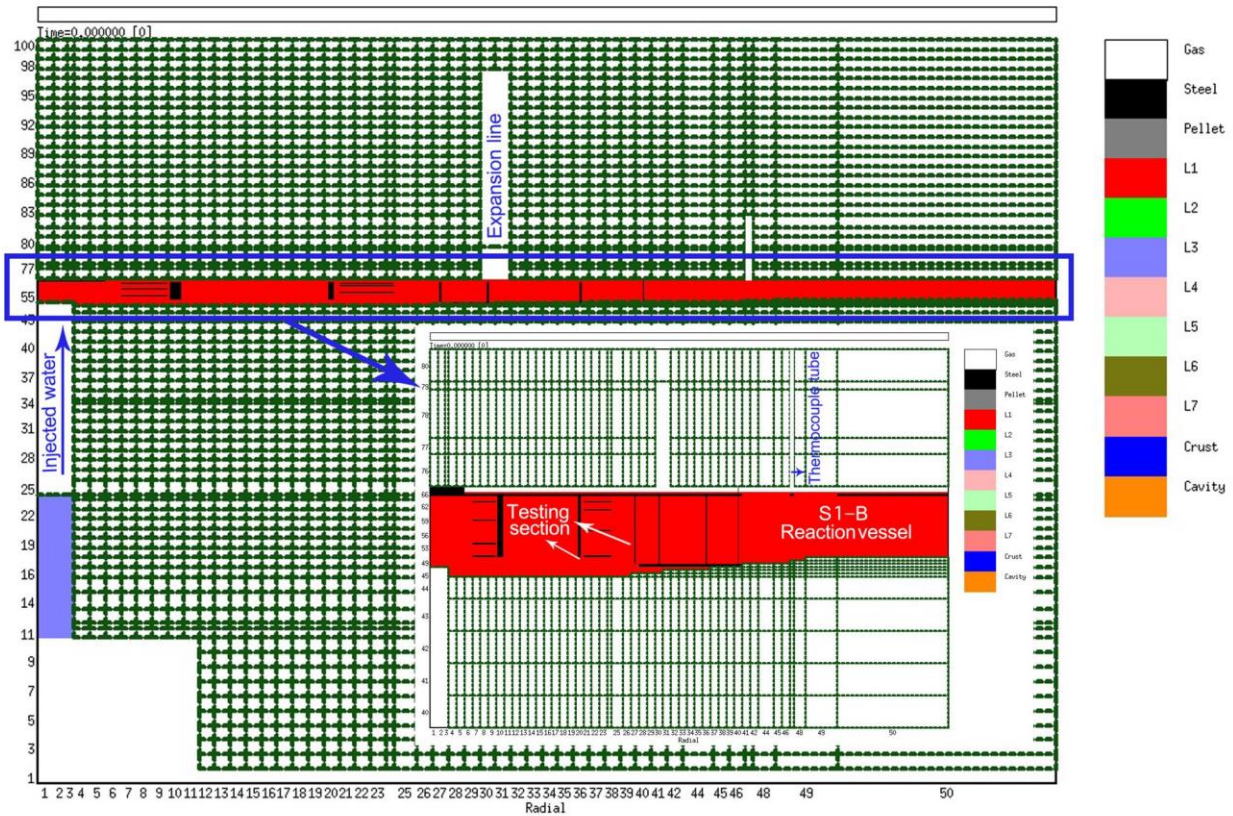 Time=0.000000 [0]
100
98
95
92
89
86
83
80
77
55
43
40
37
34
31
28
25
22
19
16
14
11
9
7
5
3
1
Expansion line
Injected water
1 2 3 4 5 6 7 8 9 10 11 12 13 14 15 16 17 18 19 20 21 22 23 25 26 27 28 29 30 31 32 33 35 36 37 38 39 40 41 42 44 45 46 48 49 50
Radial
Gas
Steel
Pellet
L1
L2
L3
L4
L5
L6
L7
Crust
Cavity
Time=0.000000 [0]
80
79
78
77
76
66
62
59
56
53
49
45
44
43
42
41
40
Thermocouple tube
Testing
section
S1-B
Reaction vessel
1 2 3 4 5 6 7 8 9 10 11 12 13 14 15 16 17 18 19 20 21 22 23 25 26 27 28 29 30 31 32 33 34 35 36 37 38 39 40 41 42 44 45 46 48 49 50
Radial
Gas
Steel
Pellet
L1
L2
L3
L4
L5
L6
L7
Crust
Cavity